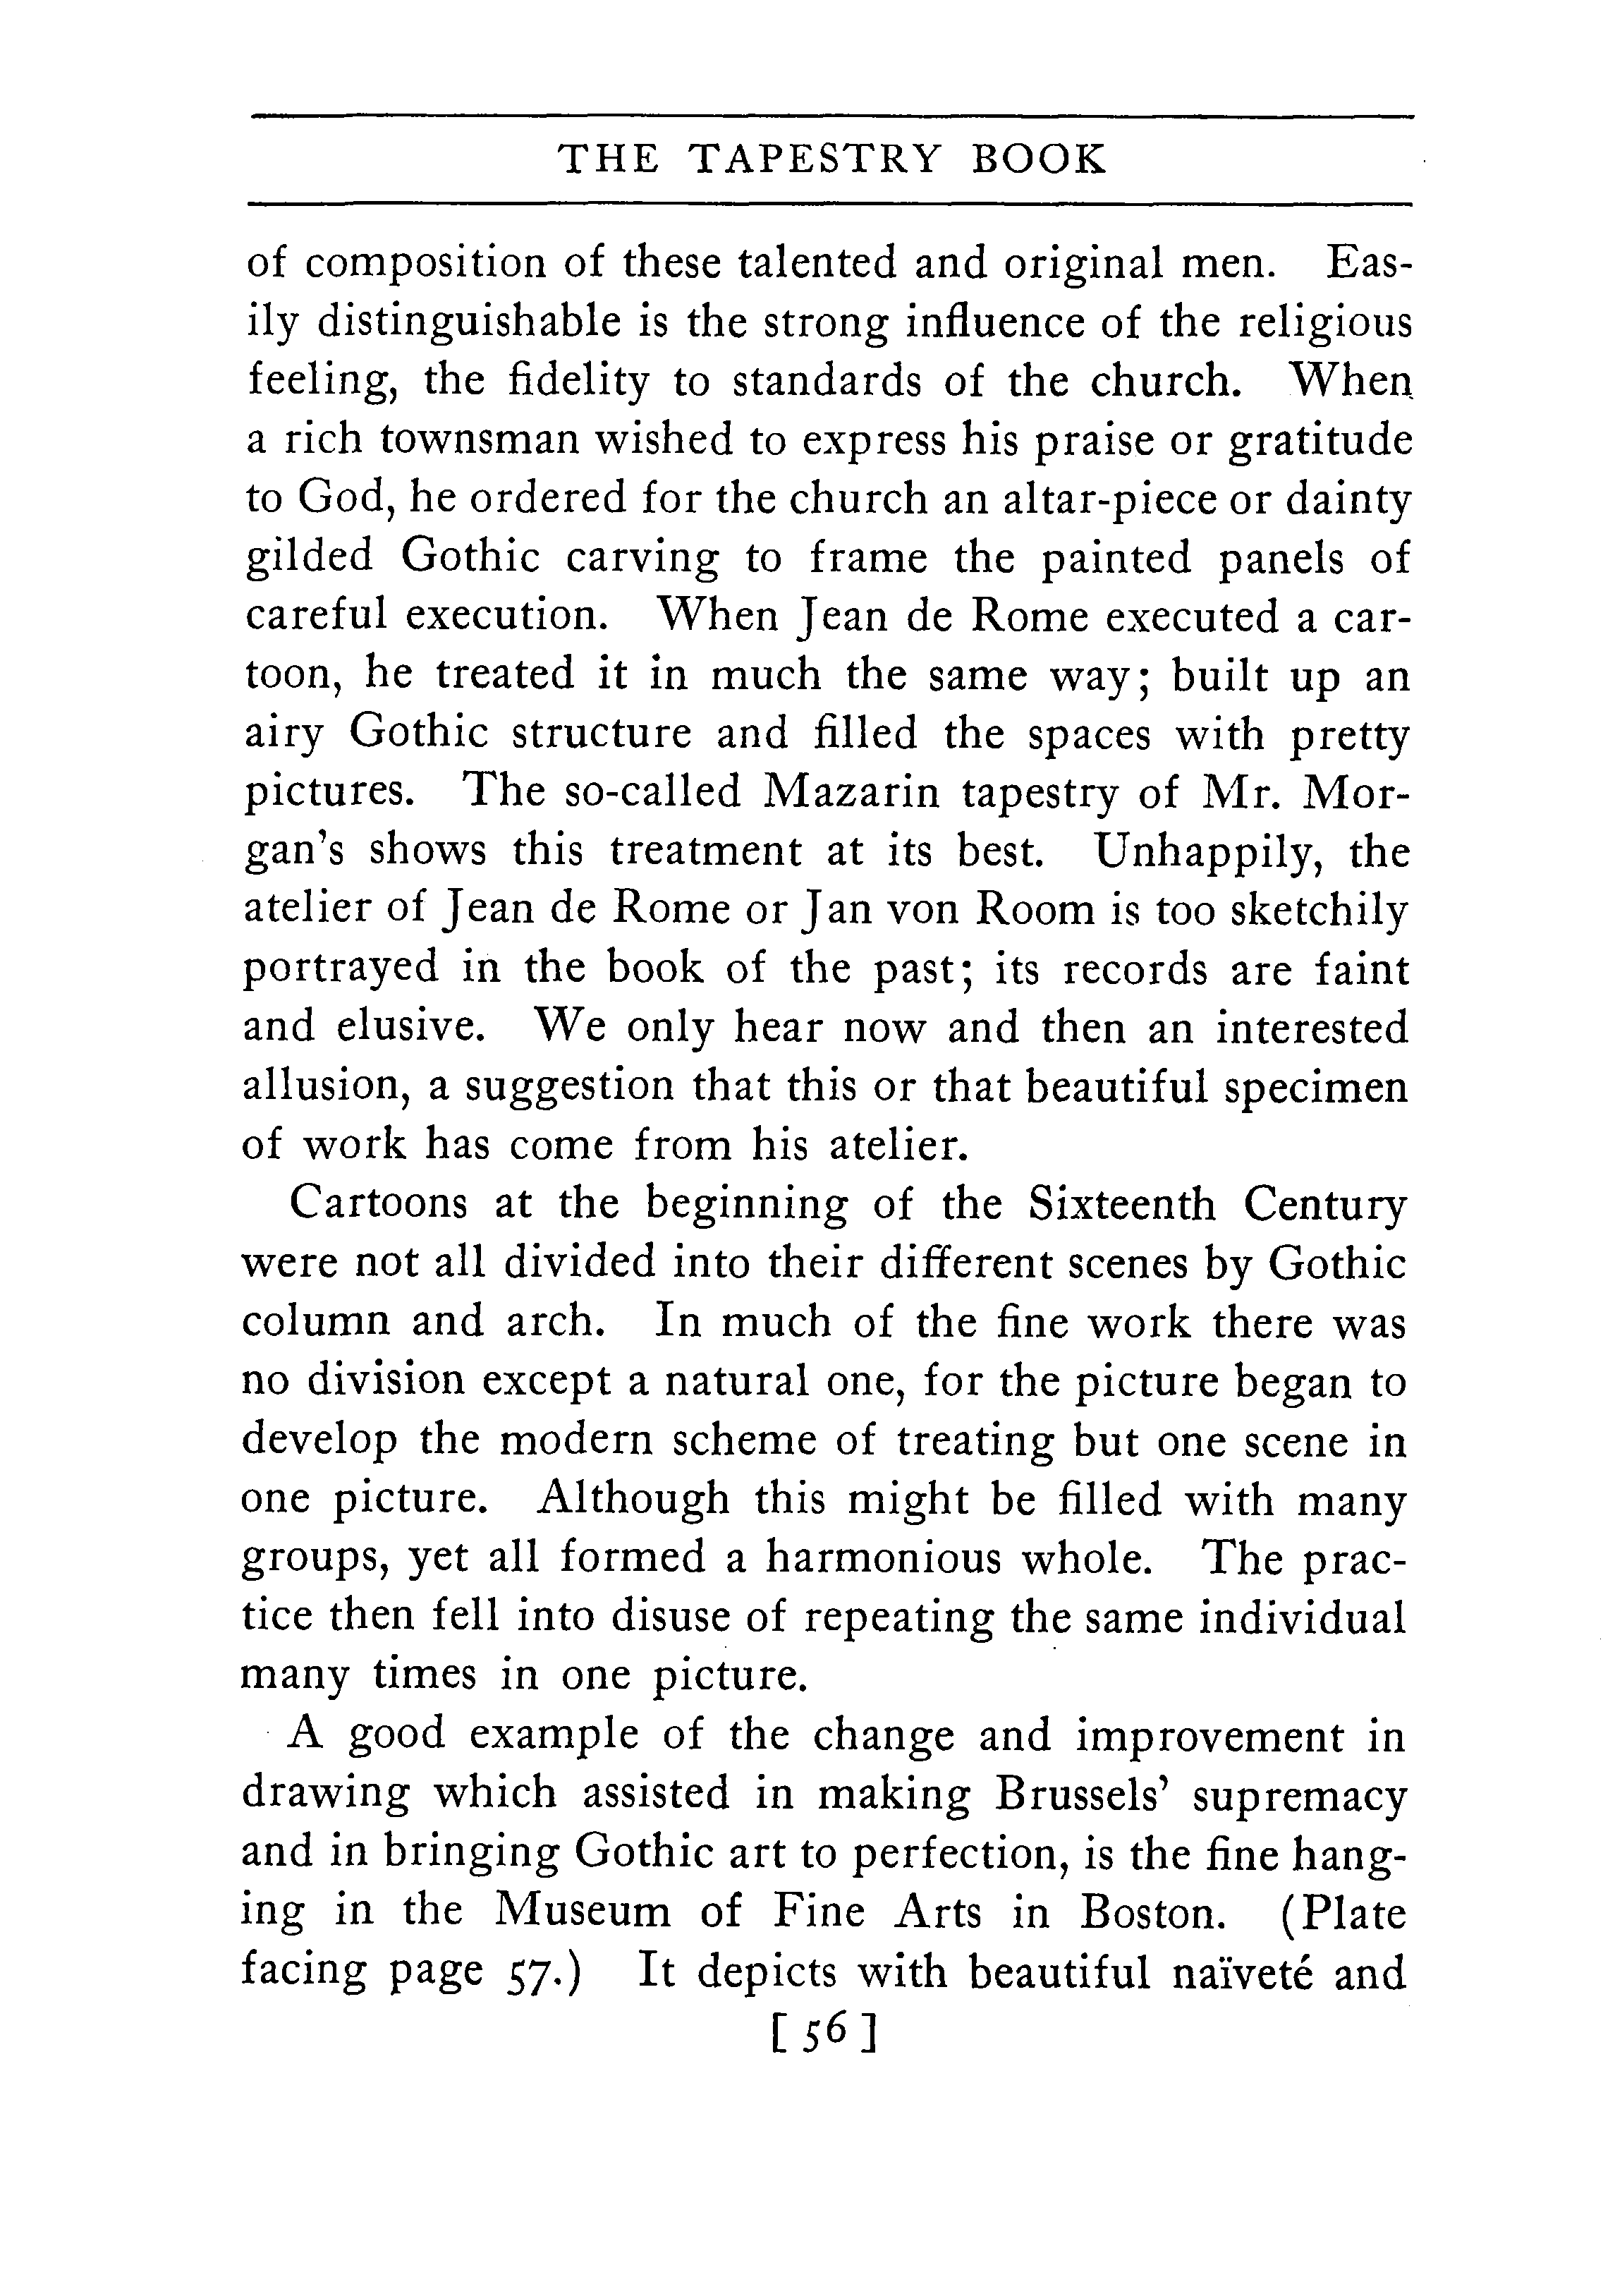 THE TAPESTRY BOOK
of composition of these talented and original men. Eas-
ily distinguishable is the strong influence of the religious
feeling, the fidelity to standards of the church. When
a rich townsman wished to express his praise or gratitude
to God, he ordered for the church an altar-piece or dainty
gilded Gothic carving to frame the painted panels of
careful execution. When Jean de Rome executed a car-
toon, he treated it in much the same way; built up an
airy Gothic structure and filled the spaces with pretty
pictures. The so-called Mazarin tapestry of Mr. Mor-
gan's shows this treatment at its best. Unhappily, the
atelier of Jean de Rome or Jan von Room is too sketchily
portrayed in the book of the past; its records are faint
and elusive. We only hear now and then an interested
allusion, a suggestion that this or that beautiful specimen
of work has come from his atelier.
Cartoons at the beginning of the Sixteenth Century
were not all divided into their different scenes by Gothic
column and arch. In much of the fine work there was
no division except a natural one, for the picture began to
develop the modern scheme of treating but one scene in
one picture. Although this might be filled with many
groups, yet all formed a harmonious whole. The prac-
tice then fell into disuse of repeating the same individual
many times in one picture.
A good example of the change and improvement in
drawing which assisted in making Brussels' supremacy
and in bringing Gothic art to perfection, is the fine hang-
ing in the Museum of Fine Arts in Boston. (Plate
facing page 57.) It depicts with beautiful naïveté and
[56]